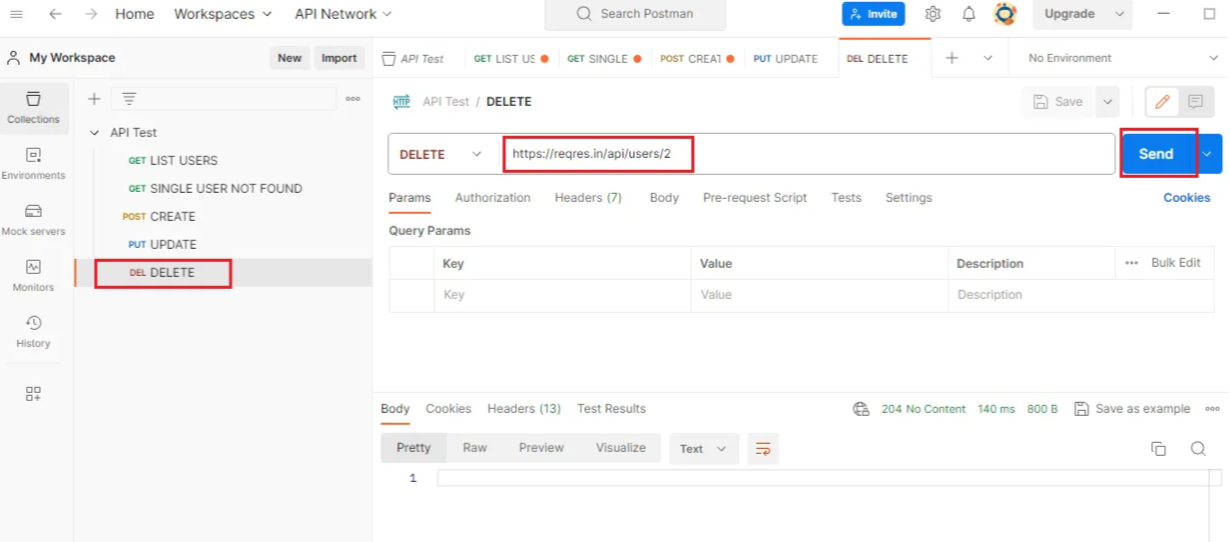 Home Workspaces API Network Search Postman Invite Upgrade
My Workspace New Import API Test GET LIST US GET SINGLE POST CREAT PUT UPDATE DEL DELETE No Environment
Collections
Environments
Mock servers
Monitors
History
API Test
GET LIST USERS
GET SINGLE USER NOT FOUND
POST CREATE
PUT UPDATE
DEL DELETE
HTTP API Test / DELETE Save
DELETE https://reqres.in/api/users/2 Send
Params Authorization Headers (7) Body Pre-request Script Tests Settings Cookies
Query Params
Key Value Description ••• Bulk Edit
Key Value Description
Body Cookies Headers (13) Test Results 204 No Content 140 ms 800 B Save as example
Pretty Raw Preview Visualize Text
1